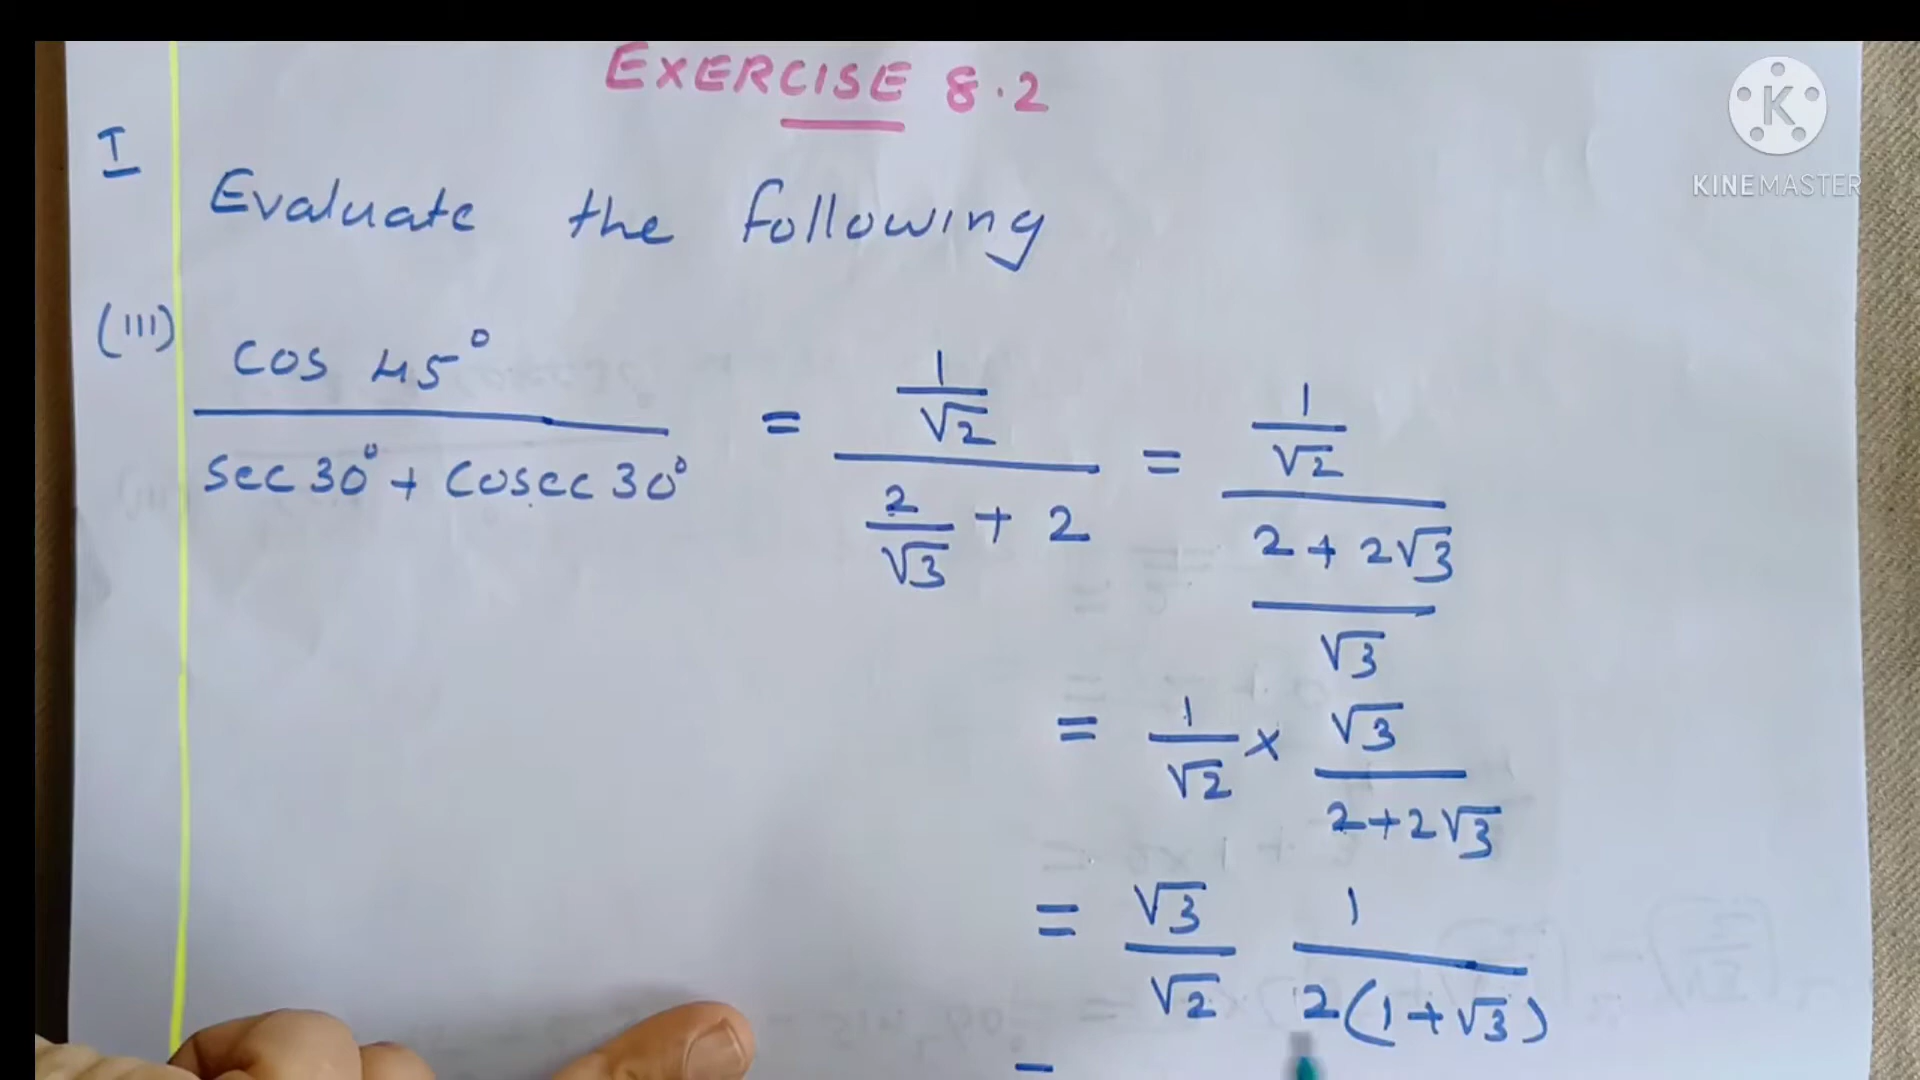 EXERCISE 8.2
KINEMASTER
I
Evaluate the following
(III) cos 45° / sec 30° + cosec 30° = 1/√2 / 2/√3 + 2 = 1/√2 / 2 + 2√3 / √3
= 1/√2 × √3 / 2+2√3
= √3/√2 1 / 2(1+√3)